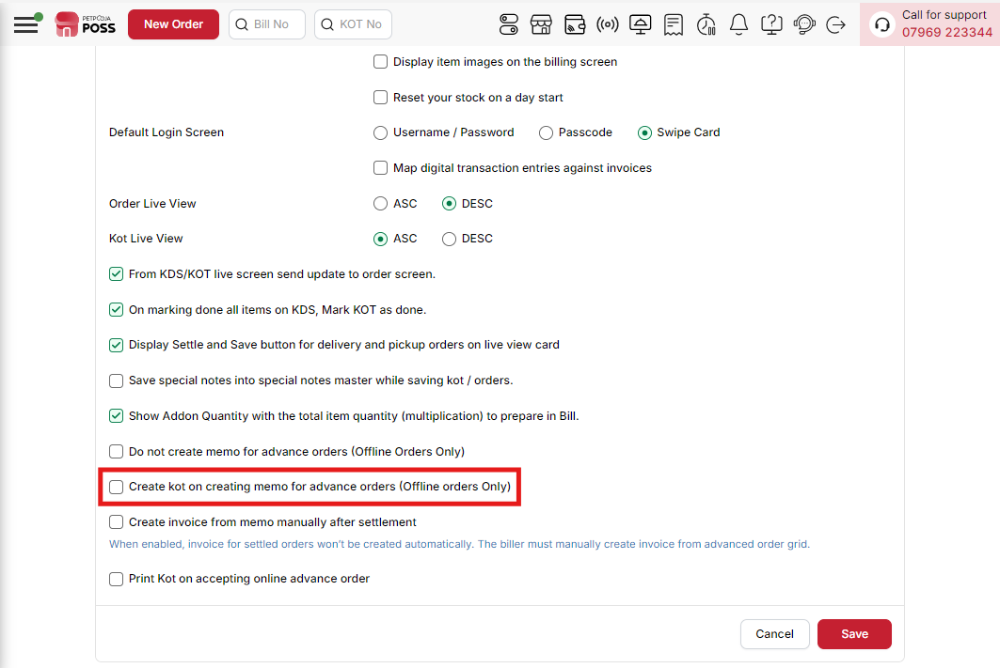 PETPOOJA
POSS
New Order
Bill No
KOT No
Call for support
07969 223344
Display item images on the billing screen
Reset your stock on a day start
Default Login Screen
Username / Password
Passcode
Swipe Card
Map digital transaction entries against invoices
Order Live View
ASC
DESC
Kot Live View
ASC
DESC
From KDS/KOT live screen send update to order screen.
On marking done all items on KDS, Mark KOT as done.
Display Settle and Save button for delivery and pickup orders on live view card
Save special notes into special notes master while saving kot / orders.
Show Addon Quantity with the total item quantity (multiplication) to prepare in Bill.
Do not create memo for advance orders (Offline Orders Only)
Create kot on creating memo for advance orders (Offline orders Only)
Create invoice from memo manually after settlement
When enabled, invoice for settled orders won't be created automatically. The biller must manually create invoice from advanced order grid.
Print Kot on accepting online advance order
Cancel
Save